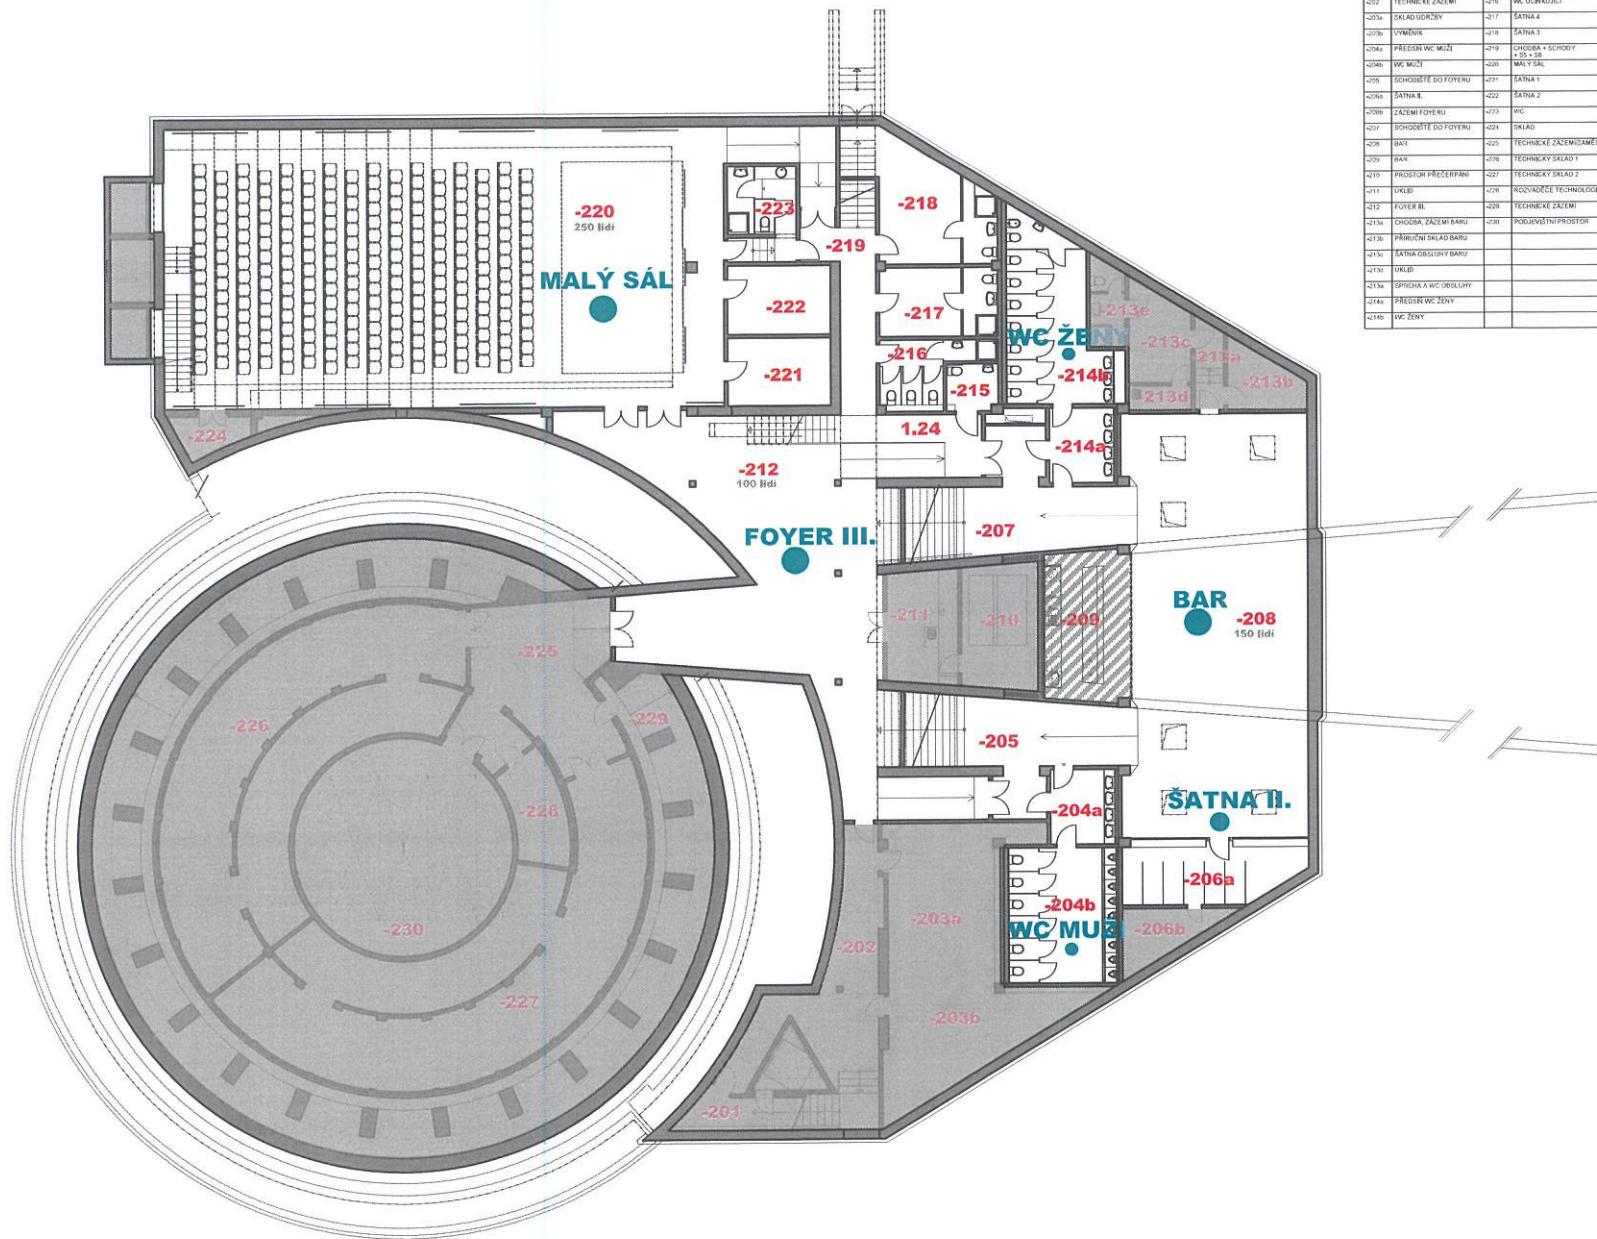 -202 TECHNICKÉ ZÁZEMÍ -216 WC ÚČINKUJÍCÍ
-203a SKLAD ÚDRŽBY -217 ŠATNA 4
-203b VÝMĚNÍK -218 ŠATNA 3
-204a PŘEDSÍŇ WC MUŽI -219 CHODBA + SCHODY
+ S5 + S6
-204b WC MUŽI -220 MALÝ SÁL
-205 SCHODIŠTĚ DO FOYERU -221 ŠATNA 1
-206a ŠATNA II. -222 ŠATNA 2
-206b ZÁZEMÍ FOYERU -223 WC
-207 SCHODIŠTĚ DO FOYERU -224 SKLAD
-208 BAR -225
-209 BAR -226 TECHNICKÝ SKLAD 1
-210 PROSTOR PŘEČERPÁNÍ -227 TECHNICKÝ SKLAD 2
-211 ÚKLID -228
-212 FOYER III. -229 TECHNICKÉ ZÁZEMÍ
-213a CHODBA, ZÁZEMÍ BARU -230 PODJEVIŠTNÍ PROSTOR
-213b PŘÍRUČNÍ SKLAD BARU
-213c ŠATNA OBSLUHY BARU
ÚKLID
SPRCHA A WC OBSLUHY
-214a PŘEDSÍŇ WC ŽENY
-214b WC ŽENY
-220
250 lidí
MALÝ SÁL
-223
-219
-218
-222
-217
-221
-216
-215
WC ŽENY
-214b
-213e
-213c
-213a
-213b
-213d
-224
1.24
-214a
-212
100 lidí
FOYER III.
-207
-211
-210
-209
BAR
-208
150 lidí
-225
-226
-229
-228
-205
-204a
ŠATNA II.
-206a
-206b
-204b
WC MUŽI
-203a
-202
-230
-227
-203b
-201